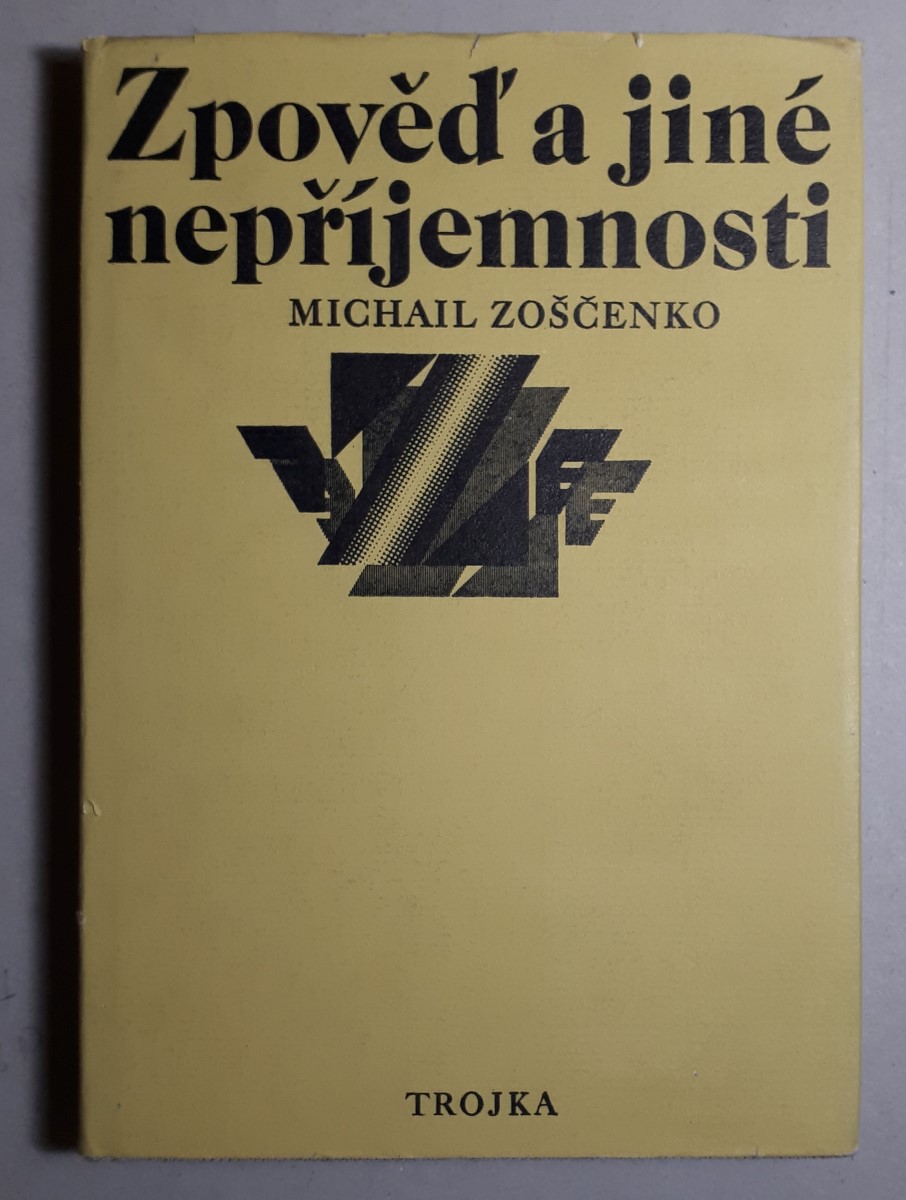 Zpověď a jiné
nepříjemnosti
MICHAIL ZOŠČENKO
TROJKA